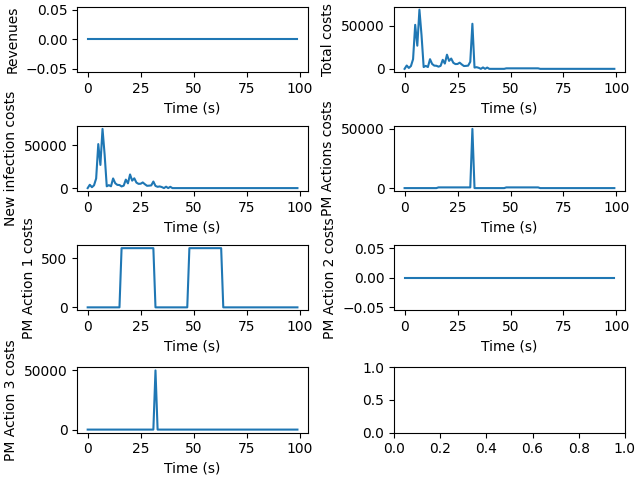 Revenues
0.05
0.00
−0.05
0 25 50 75 100
Time (s)
Total costs
50000
0
0 25 50 75 100
Time (s)
New infection costs
50000
0
0 25 50 75 100
Time (s)
PM Actions costs
50000
0
0 25 50 75 100
Time (s)
PM Action 1 costs
500
0
0 25 50 75 100
Time (s)
PM Action 2 costs
0.05
0.00
−0.05
0 25 50 75 100
Time (s)
PM Action 3 costs
50000
0
0 25 50 75 100
Time (s)
1.0
0.5
0.0
0.0 0.2 0.4 0.6 0.8 1.0